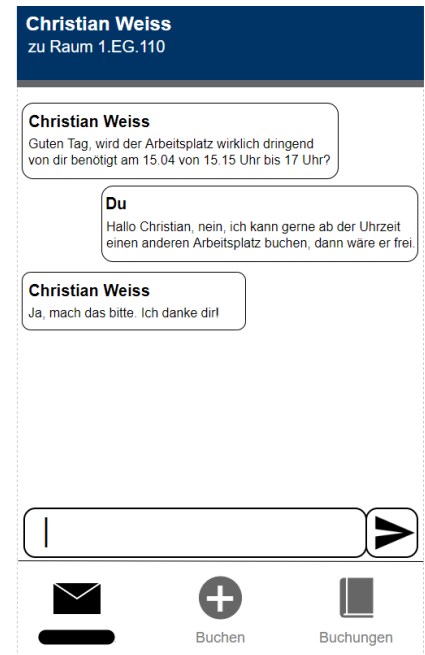 Christian Weiss
zu Raum 1.EG.110
Christian Weiss
Guten Tag, wird der Arbeitsplatz wirklich dringend
von dir benötigt am 15.04 von 15.15 Uhr bis 17 Uhr?
Du
Hallo Christian, nein, ich kann gerne ab der Uhrzeit
einen anderen Arbeitsplatz buchen, dann wäre er frei.
Christian Weiss
Ja, mach das bitte. Ich danke dir!
Buchen
Buchungen